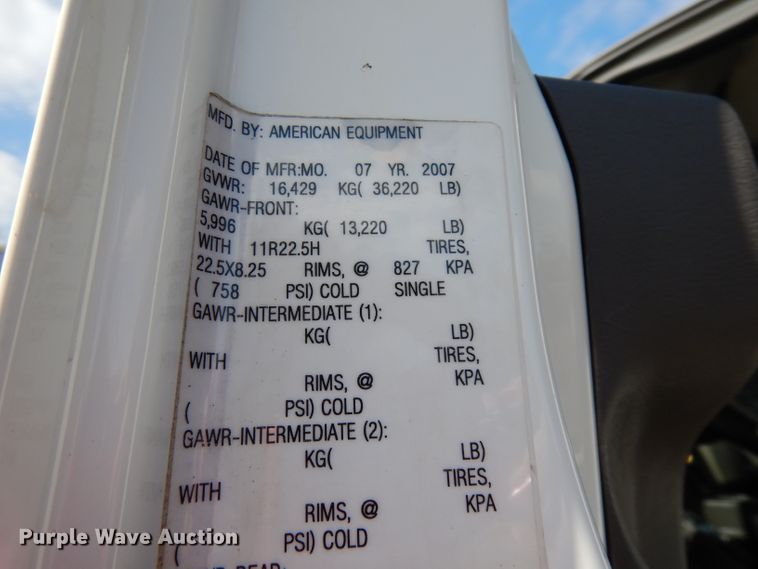 MFD. BY: AMERICAN EQUIPMENT
DATE OF MFR:MO. 07 YR. 2007
GVWR: 16,429 KG( 36,220 LB)
GAWR-FRONT:
5,996 KG( 13,220 LB)
WITH 11R22.5H TIRES,
22.5X8.25 RIMS, @ 827 KPA
( 758 PSI) COLD SINGLE
GAWR-INTERMEDIATE (1):
KG( LB)
WITH TIRES,
RIMS, @ KPA
( PSI) COLD
GAWR-INTERMEDIATE (2):
KG( LB)
WITH TIRES,
RIMS, @ KPA
( PSI) COLD
Purple Wave Auction